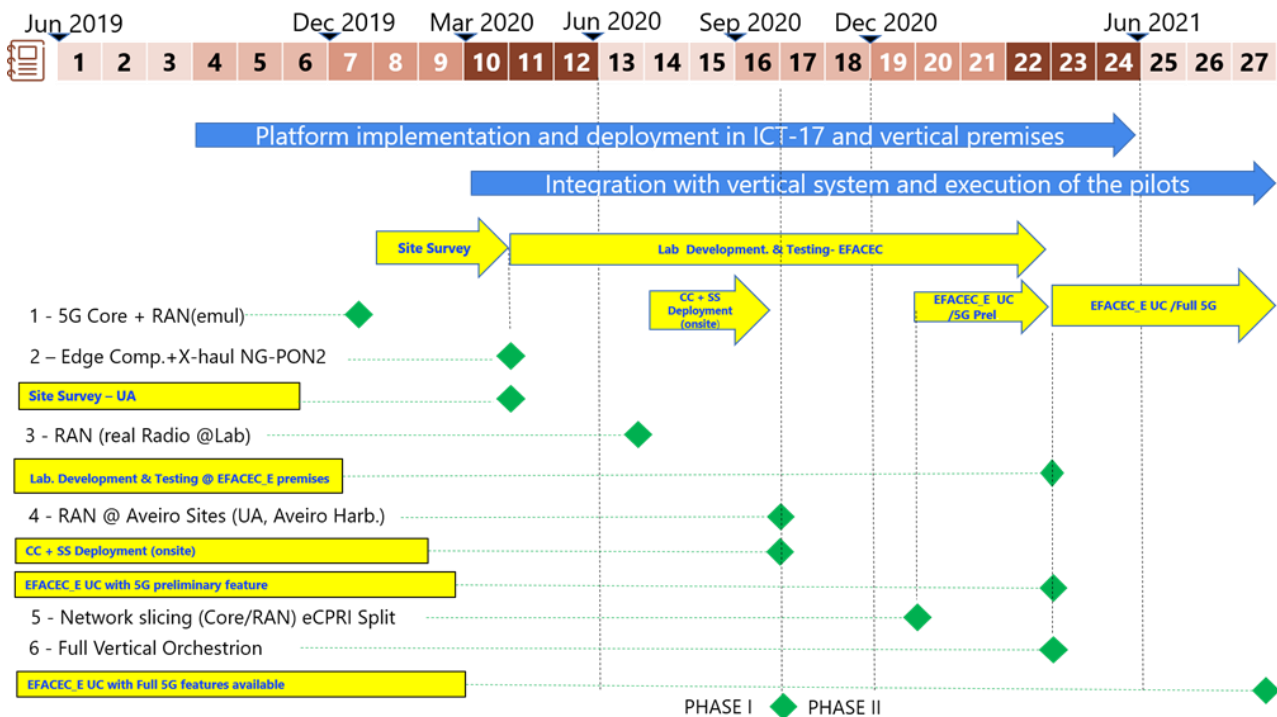 Jun 2019 Dec 2019 Mar 2020 Jun 2020 Sep 2020 Dec 2020 Jun 2021
1 2 3 4 5 6 7 8 9 10 11 12 13 14 15 16 17 18 19 20 21 22 23 24 25 26 27
Platform implementation and deployment in ICT-17 and vertical premises
Integration with vertical system and execution of the pilots
Site Survey
Lab Development. & Testing- EFACEC
CC + SS
Deployment
(onsite)
EFACEC_E UC
/5G Prel
EFACEC_E UC /Full 5G
1 - 5G Core + RAN(emul)
2 – Edge Comp.+X-haul NG-PON2
Site Survey – UA
3 - RAN (real Radio @Lab)
Lab. Development & Testing @ EFACEC_E premises
4 - RAN @ Aveiro Sites (UA, Aveiro Harb.)
CC + SS Deployment (onsite)
EFACEC_E UC with 5G preliminary feature
5 - Network slicing (Core/RAN) eCPRI Split
6 - Full Vertical Orchestrion
EFACEC_E UC with Full 5G features available
PHASE I PHASE II